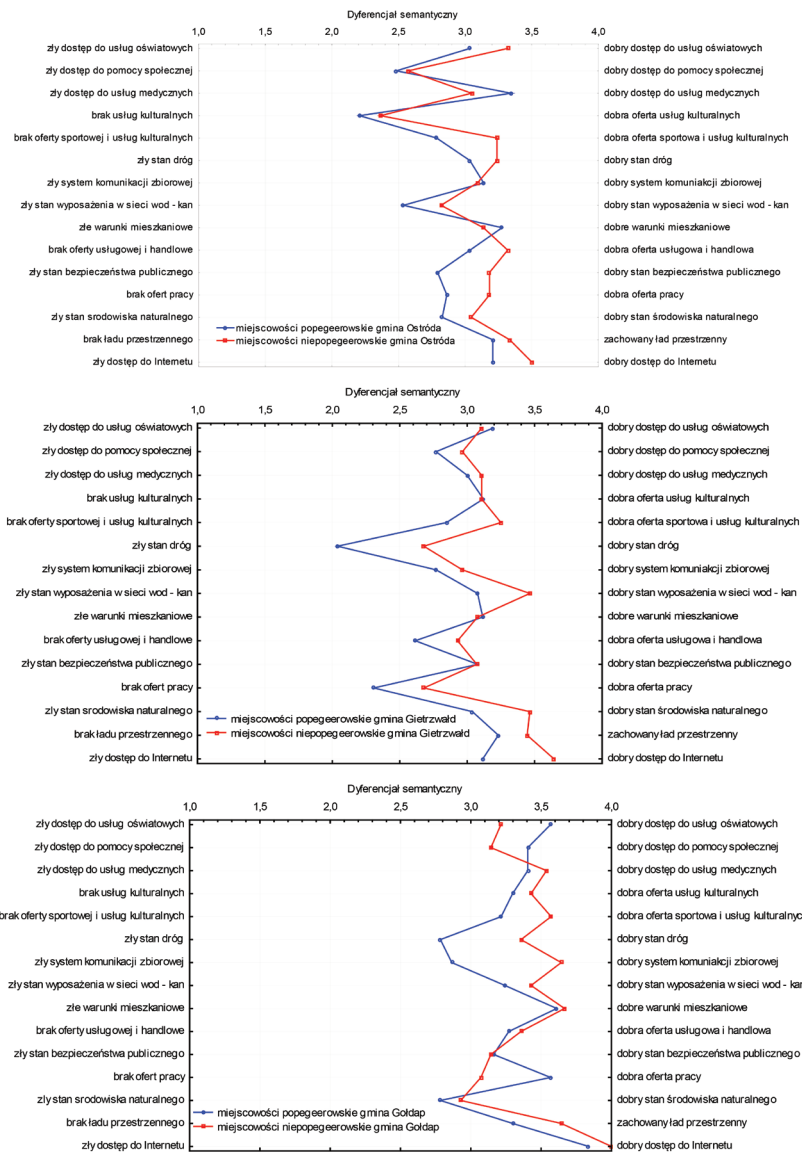 Dyferencjał semantyczny
1,0 1,5 2,0 2,5 3,0 3,5 4,0
zły dostęp do usług oświatowych dobry dostęp do usług oświatowych
zły dostęp do pomocy społecznej dobry dostęp do pomocy społecznej
zły dostęp do usług medycznych dobry dostęp do usług medycznych
brak usług kulturalnych dobra oferta usług kulturalnych
brak oferty sportowej i usług kulturalnych dobra oferta sportowa i usług kulturalnych
zły stan dróg dobry stan dróg
zły system komunikacji zbiorowej dobry system komuniakcji zbiorowej
zły stan wyposażenia w sieci wod - kan dobry stan wyposażenia w sieci wod - kan
złe warunki mieszkaniowe dobre warunki mieszkaniowe
brak oferty usługowej i handlowe dobra oferta usługowa i handlowa
zły stan bezpieczeństwa publicznego dobry stan bezpieczeństwa publicznego
brak ofert pracy dobra oferta pracy
zły stan srodowiska naturalnego dobry stan środowiska naturalnego
miejscowości popegeerowskie gmina Ostróda
brak ładu przestrzennego zachowany ład przestrzenny
miejscowości niepopegeerowskie gmina Ostróda
zły dostęp do Internetu dobry dostęp do Internetu
Dyferencjał semantyczny
1,0 1,5 2,0 2,5 3,0 3,5 4,0
zły dostęp do usług oświatowych dobry dostęp do usług oświatowych
zły dostęp do pomocy społecznej dobry dostęp do pomocy społecznej
zły dostęp do usług medycznych dobry dostęp do usług medycznych
brak usług kulturalnych dobra oferta usług kulturalnych
brak oferty sportowej i usług kulturalnych dobra oferta sportowa i usług kulturalnych
zły stan dróg dobry stan dróg
zły system komunikacji zbiorowej dobry system komuniakcji zbiorowej
zły stan wyposażenia w sieci wod - kan dobry stan wyposażenia w sieci wod - kan
złe warunki mieszkaniowe dobre warunki mieszkaniowe
brak oferty usługowej i handlowe dobra oferta usługowa i handlowa
zły stan bezpieczeństwa publicznego dobry stan bezpieczeństwa publicznego
brak ofert pracy dobra oferta pracy
zły stan srodowiska naturalnego dobry stan środowiska naturalnego
miejscowości popegeerowskie gmina Gietrzwałd
brak ładu przestrzennego zachowany ład przestrzenny
miejscowości niepopegeerowskie gmina Gietrzwałd
zły dostęp do Internetu dobry dostęp do Internetu
Dyferencjał semantyczny
1,0 1,5 2,0 2,5 3,0 3,5 4,0
zły dostęp do usług oświatowych dobry dostęp do usług oświatowych
zły dostęp do pomocy społecznej dobry dostęp do pomocy społecznej
zły dostęp do usług medycznych dobry dostęp do usług medycznych
brak usług kulturalnych dobra oferta usług kulturalnych
brak oferty sportowej i usług kulturalnych dobra oferta sportowa i usług kulturalnyc
zły stan dróg dobry stan dróg
zły system komunikacji zbiorowej dobry system komuniakcji zbiorowej
zły stan wyposażenia w sieci wod - kan dobry stan wyposażenia w sieci wod - kan
złe warunki mieszkaniowe dobre warunki mieszkaniowe
brak oferty usługowej i handlowe dobra oferta usługowa i handlowa
zły stan bezpieczeństwa publicznego dobry stan bezpieczeństwa publicznego
brak ofert pracy dobra oferta pracy
zły stan srodowiska naturalnego dobry stan środowiska naturalnego
miejscowości popegeerowskie gmina Gołdap
brak ładu przestrzennego zachowany ład przestrzenny
miejscowości niepopegeerowskie gmina Gołdap
zły dostęp do Internetu dobry dostęp do Internetu